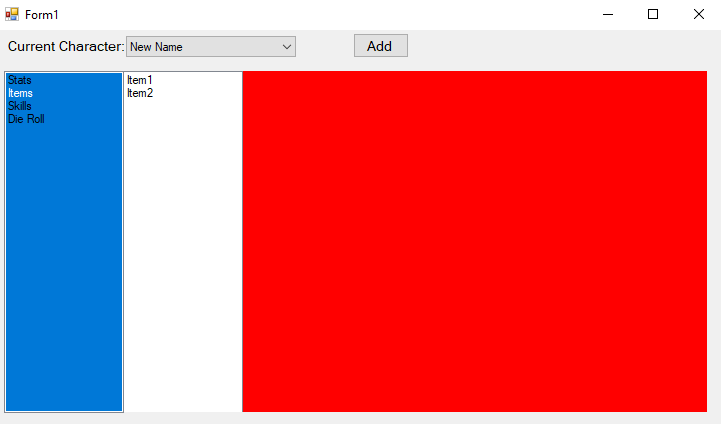 Form1
Current Character: New Name Add
Stats
Items
Skills
Die Roll
Item1
Item2